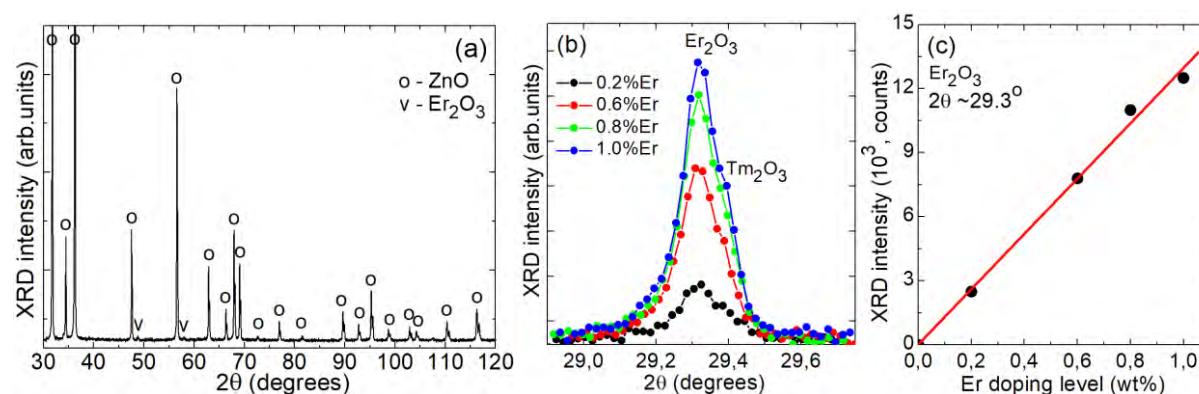 (a)
o - ZnO
v - Er₂O₃
o o o o o o o o o o o o o o o o o o o
v v
XRD intensity (arb.units)
30 40 50 60 70 80 90 100 110 120
2θ (degrees)
(b)
Er₂O₃
0.2%Er
0.6%Er
0.8%Er
1.0%Er
Tm₂O₃
XRD intensity (arb.units)
29,0 29,2 29,4 29,6
2θ (degrees)
(c)
Er₂O₃
2θ ~29.3°
XRD intensity (10³, counts)
15
12
9
6
3
0
0,0 0,2 0,4 0,6 0,8 1,0
Er doping level (wt%)